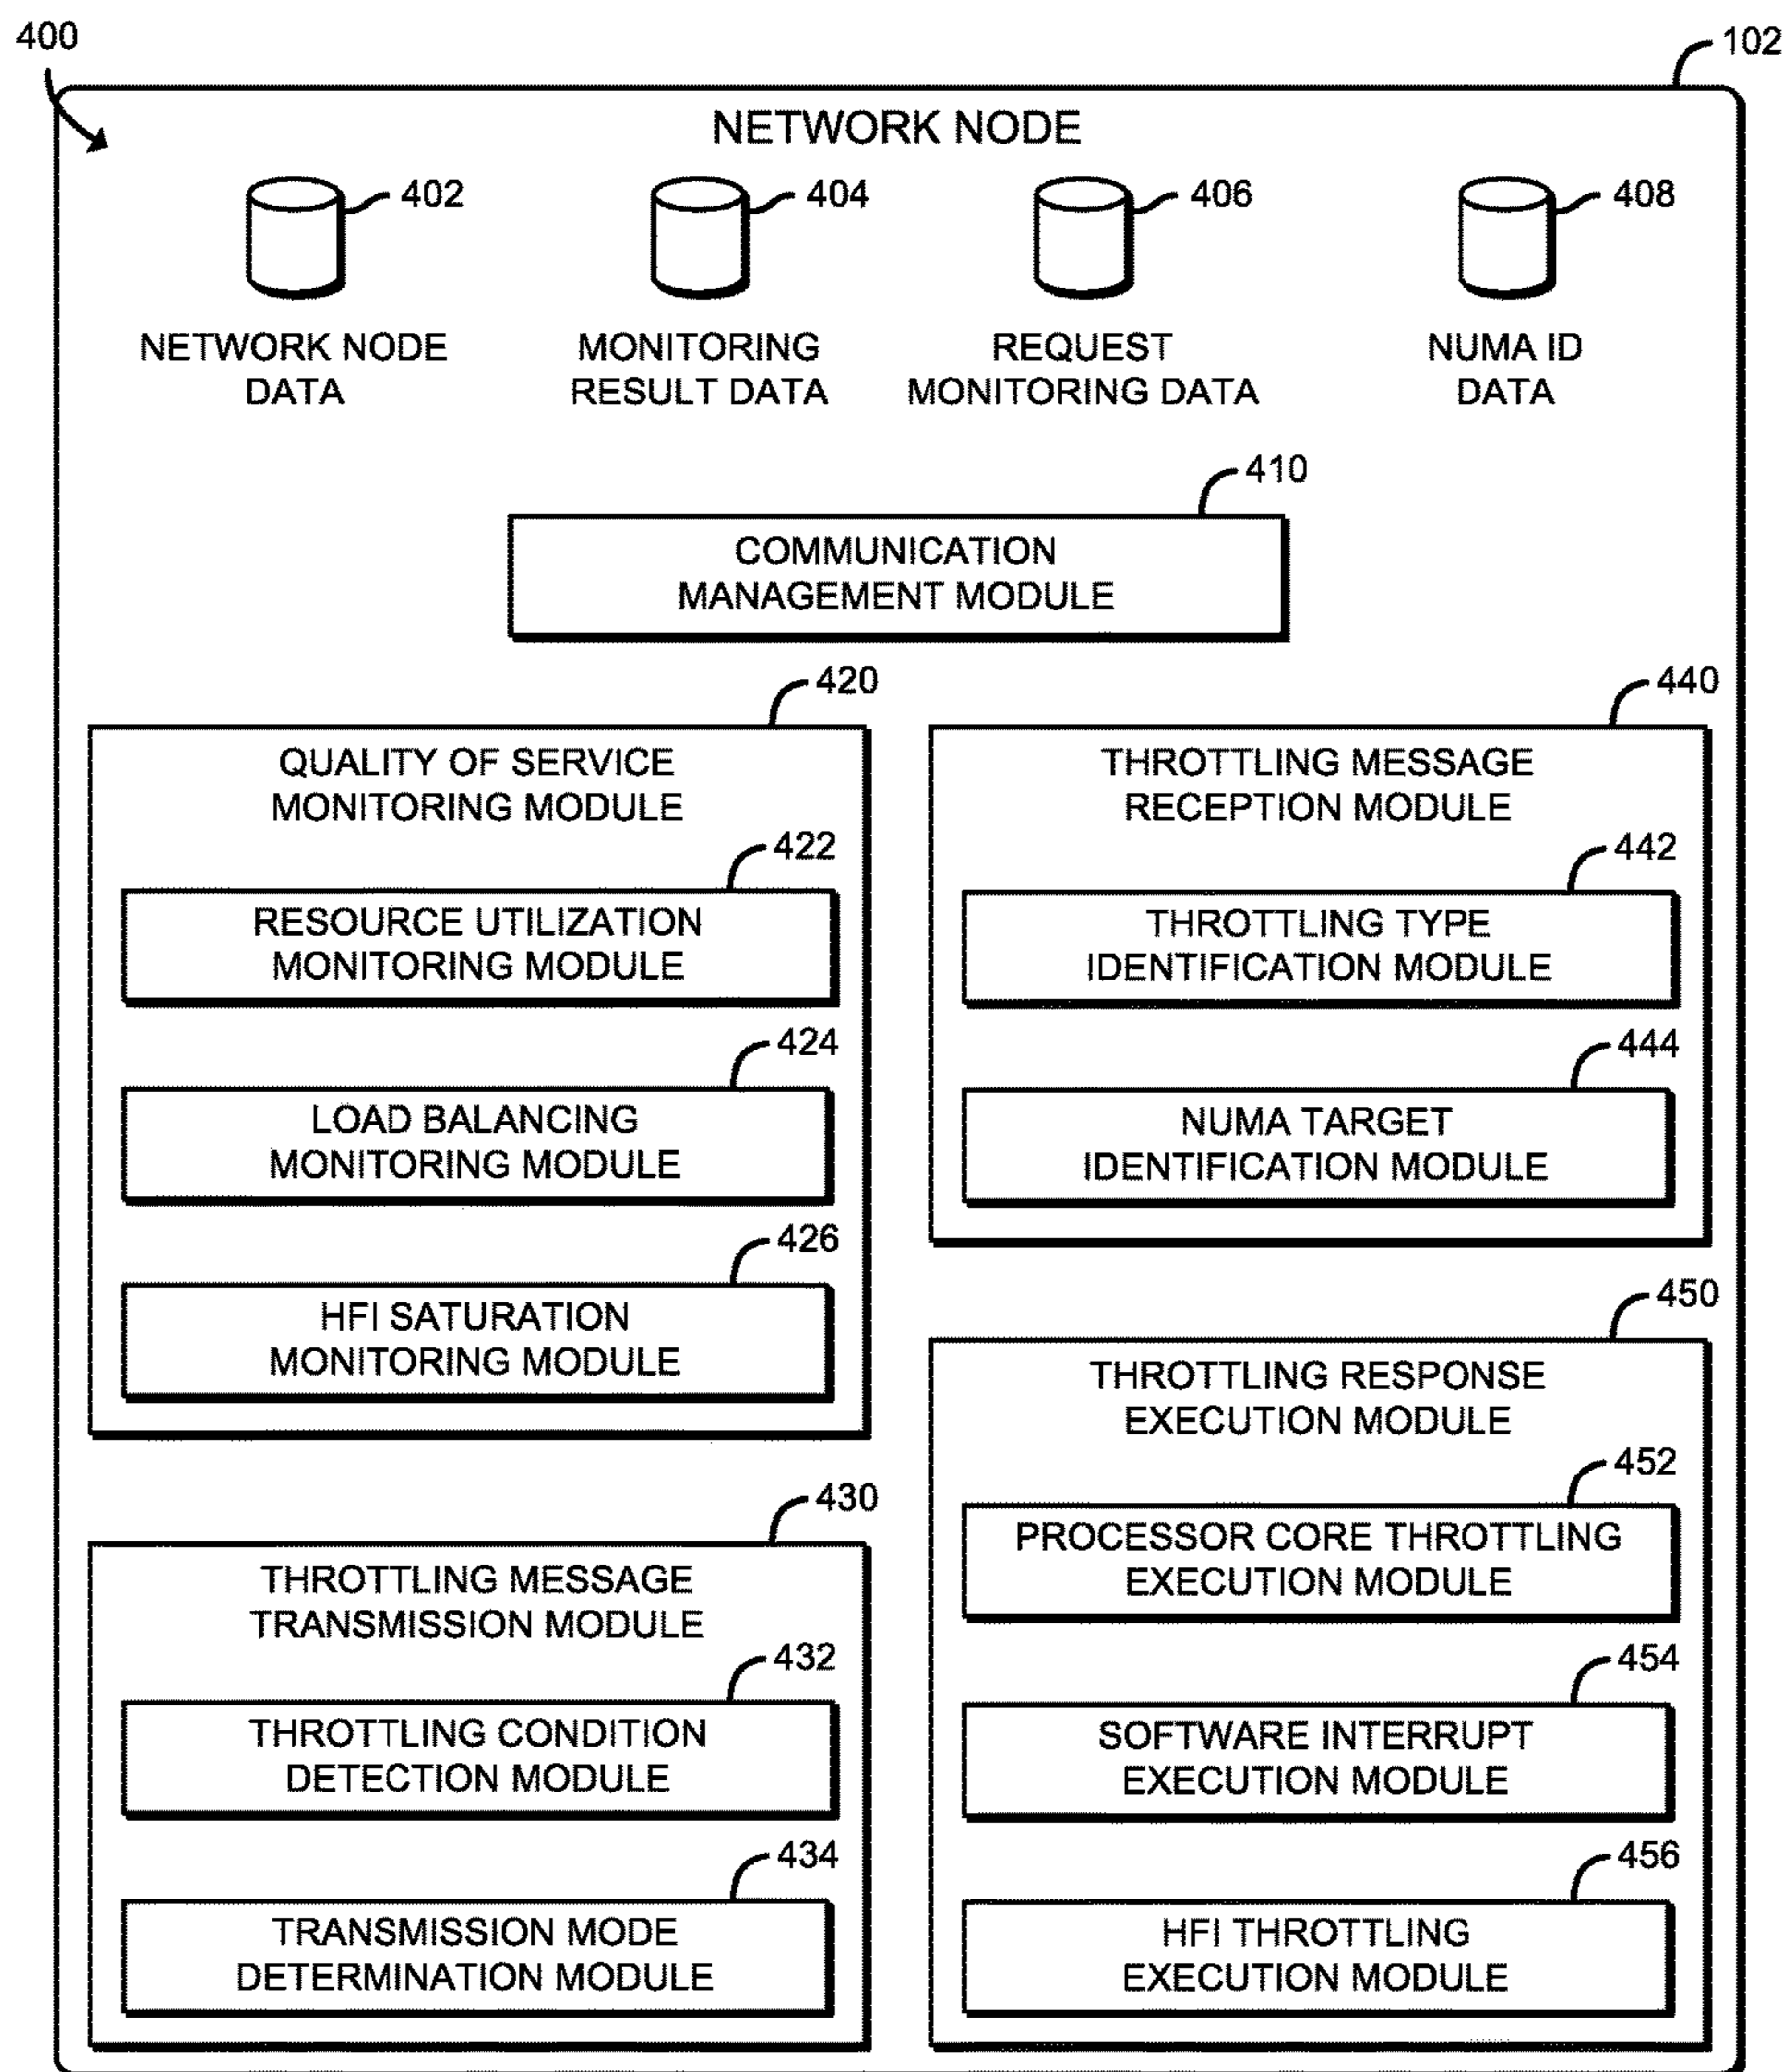 400
102
NETWORK NODE
402
404
406
408
NETWORK NODE
DATA
MONITORING
RESULT DATA
REQUEST
MONITORING DATA
NUMA ID
DATA
410
COMMUNICATION
MANAGEMENT MODULE
420
QUALITY OF SERVICE
MONITORING MODULE
422
RESOURCE UTILIZATION
MONITORING MODULE
424
LOAD BALANCING
MONITORING MODULE
426
HFI SATURATION
MONITORING MODULE
430
THROTTLING MESSAGE
TRANSMISSION MODULE
432
THROTTLING CONDITION
DETECTION MODULE
434
TRANSMISSION MODE
DETERMINATION MODULE
440
THROTTLING MESSAGE
RECEPTION MODULE
442
THROTTLING TYPE
IDENTIFICATION MODULE
444
NUMA TARGET
IDENTIFICATION MODULE
450
THROTTLING RESPONSE
EXECUTION MODULE
452
PROCESSOR CORE THROTTLING
EXECUTION MODULE
454
SOFTWARE INTERRUPT
EXECUTION MODULE
456
HFI THROTTLING
EXECUTION MODULE